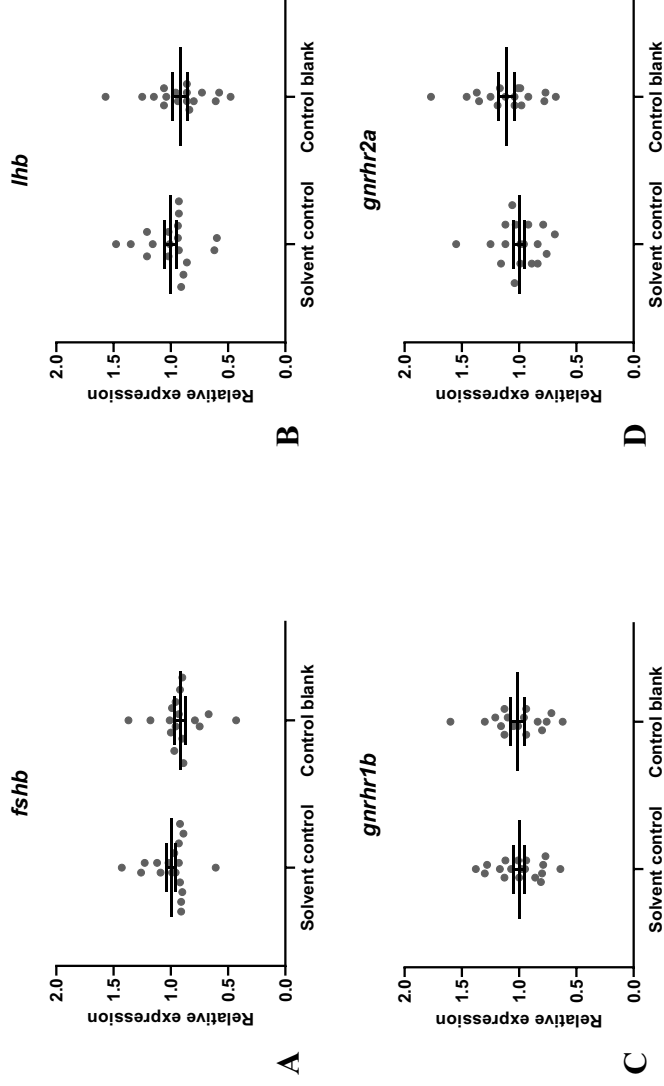 A
fshb
Relative expression
2.0
1.5
1.0
0.5
0.0
Solvent control
Control blank
B
lhb
Relative expression
2.0
1.5
1.0
0.5
0.0
Solvent control
Control blank
C
gnrhr1b
Relative expression
2.0
1.5
1.0
0.5
0.0
Solvent control
Control blank
D
gnrhr2a
Relative expression
2.0
1.5
1.0
0.5
0.0
Solvent control
Control blank